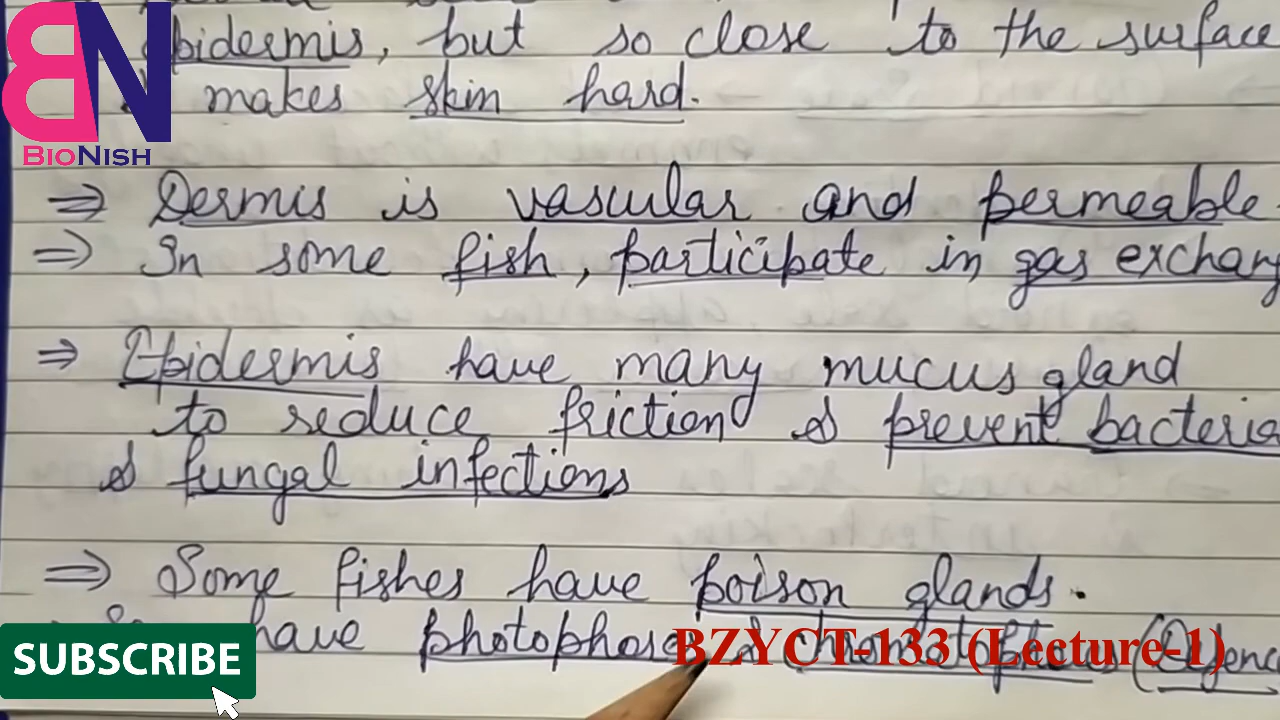 Epidermis, but so close to the surface
& makes skin hard.
BN
BIONISH
⇒ Dermis is vascular and permeable.
⇒ In some fish, participate in gas exchang
⇒ Epidermis have many mucus gland
to reduce friction & prevent bacteria
& fungal infections
⇒ Some fishes have poison glands.
have photophores &
BZYCT-133 (Lecture-1)
SUBSCRIBE